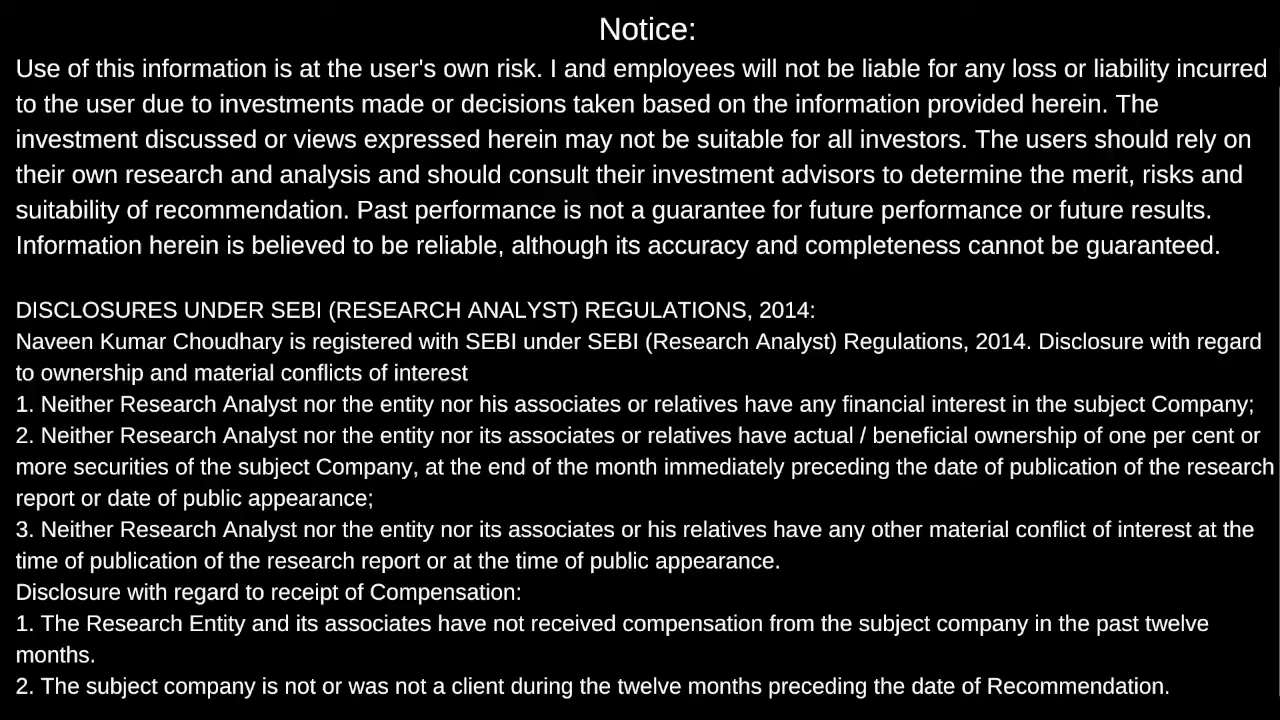 Notice:
Use of this information is at the user's own risk. I and employees will not be liable for any loss or liability incurred
to the user due to investments made or decisions taken based on the information provided herein. The
investment discussed or views expressed herein may not be suitable for all investors. The users should rely on
their own research and analysis and should consult their investment advisors to determine the merit, risks and
suitability of recommendation. Past performance is not a guarantee for future performance or future results.
Information herein is believed to be reliable, although its accuracy and completeness cannot be guaranteed.
DISCLOSURES UNDER SEBI (RESEARCH ANALYST) REGULATIONS, 2014:
Naveen Kumar Choudhary is registered with SEBI under SEBI (Research Analyst) Regulations, 2014. Disclosure with regard
to ownership and material conflicts of interest
1. Neither Research Analyst nor the entity nor his associates or relatives have any financial interest in the subject Company;
2. Neither Research Analyst nor the entity nor its associates or relatives have actual / beneficial ownership of one per cent or
more securities of the subject Company, at the end of the month immediately preceding the date of publication of the research
report or date of public appearance;
3. Neither Research Analyst nor the entity nor its associates or his relatives have any other material conflict of interest at the
time of publication of the research report or at the time of public appearance.
Disclosure with regard to receipt of Compensation:
1. The Research Entity and its associates have not received compensation from the subject company in the past twelve
months.
2. The subject company is not or was not a client during the twelve months preceding the date of Recommendation.